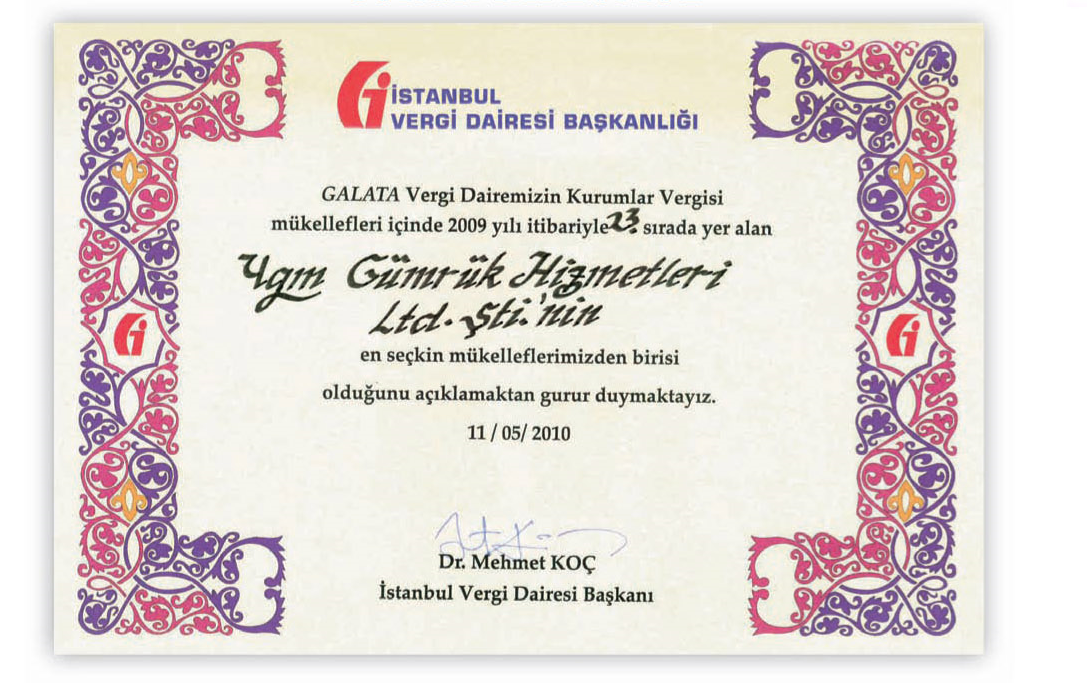 İSTANBUL
VERGİ DAİRESİ BAŞKANLIĞI
GALATA Vergi Dairemizin Kurumlar Vergisi
mükellefleri içinde 2009 yılı itibariyle 23. sırada yer alan
Ygm Gümrük Hizmetleri
Ltd. Şti.'nin
en seçkin mükelleflerimizden birisi
olduğunu açıklamaktan gurur duymaktayız.
11 / 05/ 2010
Dr. Mehmet KOÇ
İstanbul Vergi Dairesi Başkanı